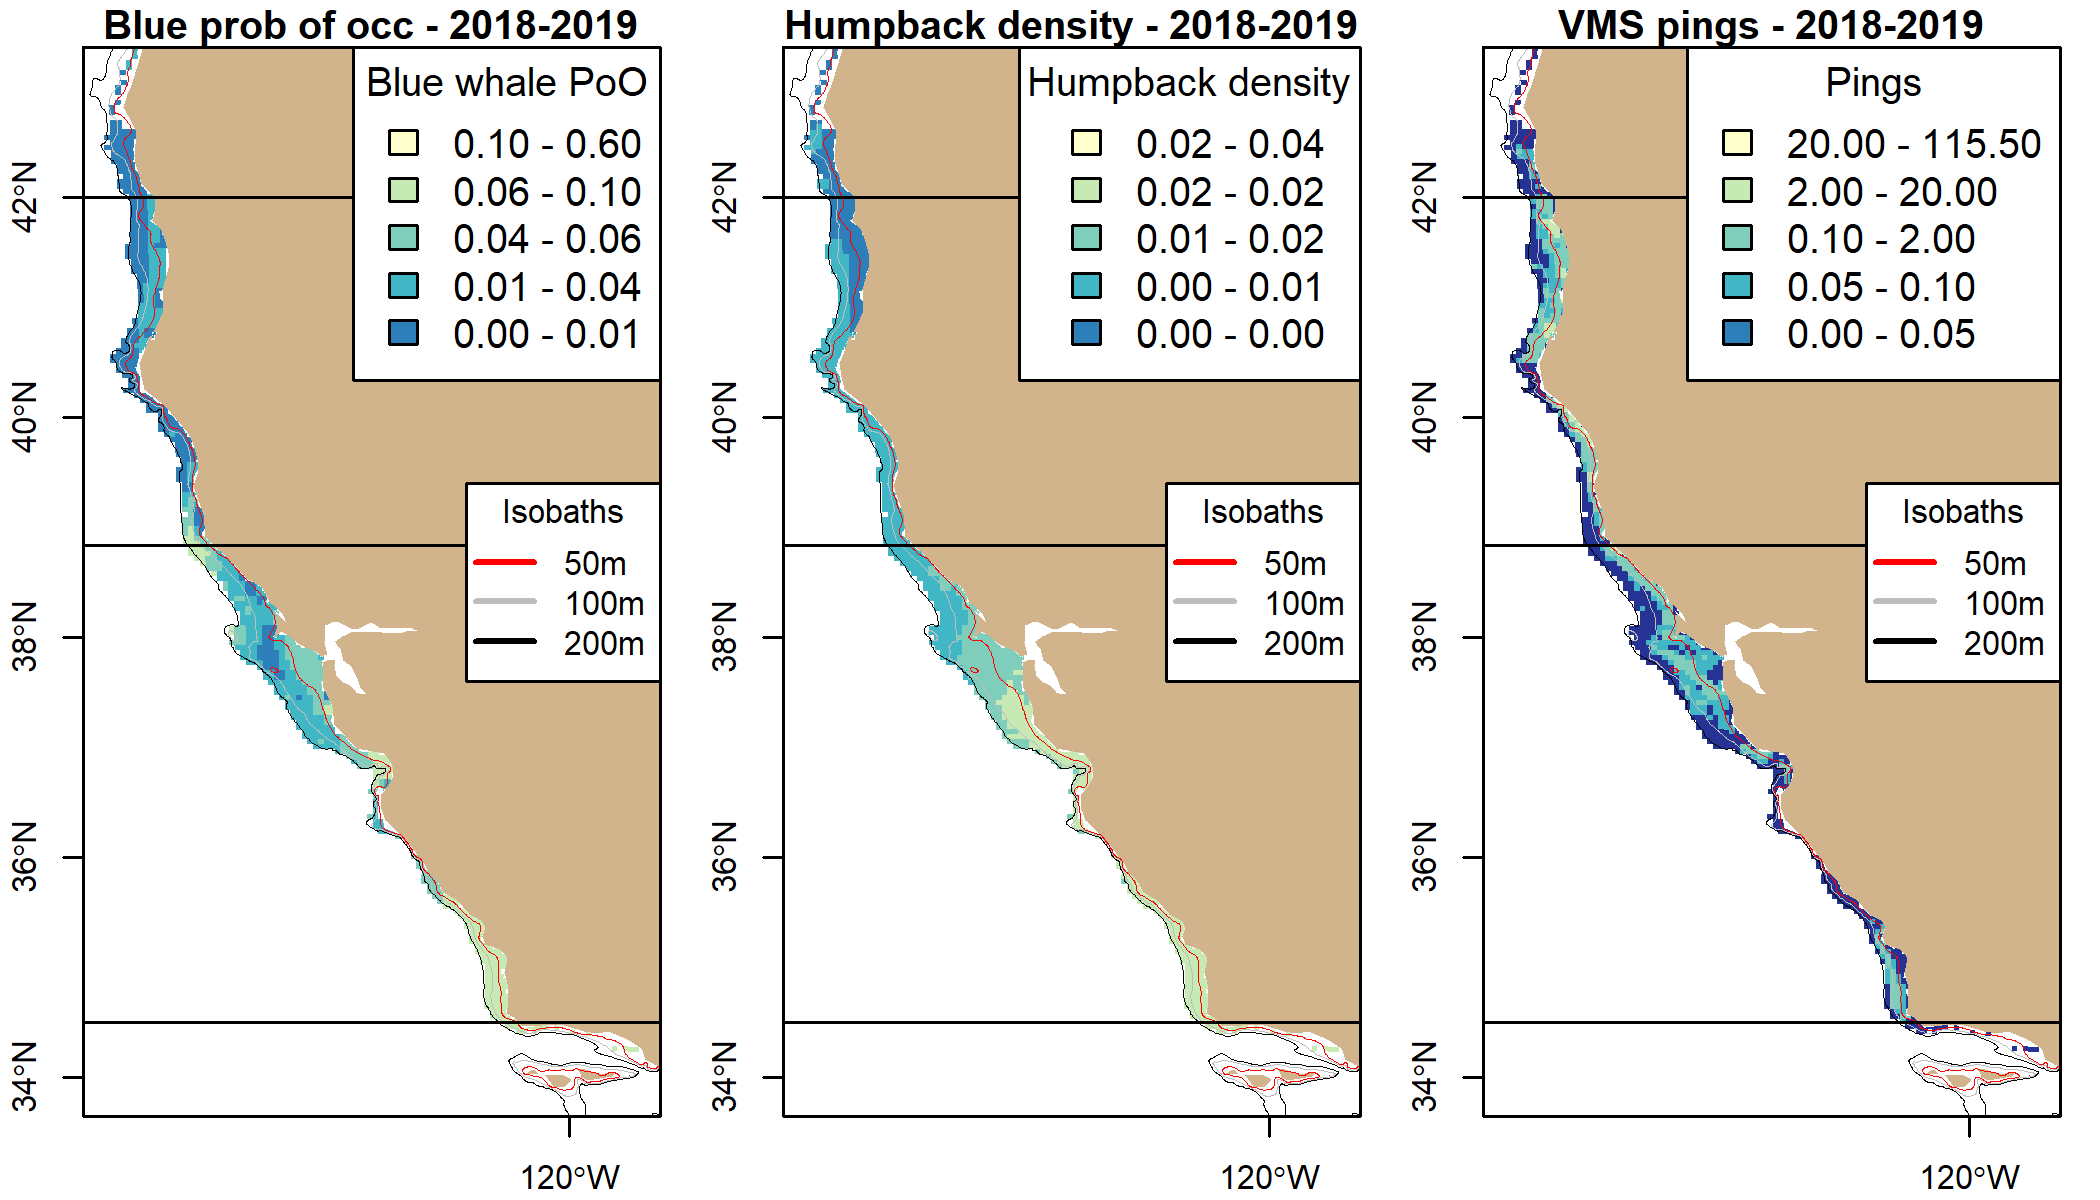 Blue prob of occ - 2018-2019
Blue whale PoO
0.10 - 0.60
0.06 - 0.10
0.04 - 0.06
0.01 - 0.04
0.00 - 0.01
Isobaths
50m
100m
200m
42°N
40°N
38°N
36°N
34°N
120°W
Humpback density - 2018-2019
Humpback density
0.02 - 0.04
0.02 - 0.02
0.01 - 0.02
0.00 - 0.01
0.00 - 0.00
Isobaths
50m
100m
200m
42°N
40°N
38°N
36°N
34°N
120°W
VMS pings - 2018-2019
Pings
20.00 - 115.50
2.00 - 20.00
0.10 - 2.00
0.05 - 0.10
0.00 - 0.05
Isobaths
50m
100m
200m
42°N
40°N
38°N
36°N
34°N
120°W